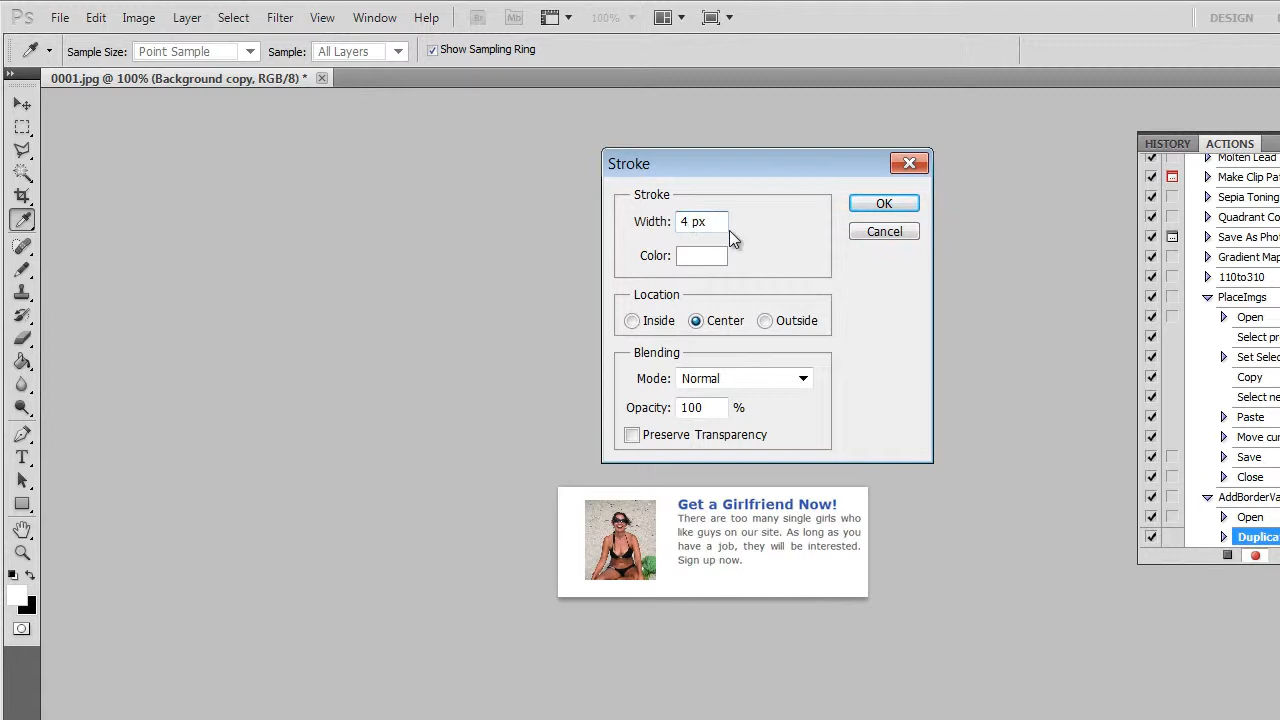 Ps File Edit Image Layer Select Filter View Window Help Br Mb 100% DESIGN
Sample Size: Point Sample Sample: All Layers Show Sampling Ring
0001.jpg @ 100% (Background copy, RGB/8) *
Stroke
Stroke
Width: 4 px
Color:
OK
Cancel
Location
Inside Center Outside
Blending
Mode: Normal
Opacity: 100 %
Preserve Transparency
Get a Girlfriend Now!
There are too many single girls who
like guys on our site. As long as you
have a job, they will be interested.
Sign up now.
HISTORY ACTIONS
Molten Lead
Make Clip Pa
Sepia Toning
Quadrant Co
Save As Pho
Gradient Map
110to310
PlaceImgs
Open
Select pr
Set Selec
Copy
Select ne
Paste
Move cur
Save
Close
AddBorderVa
Open
Duplica
T